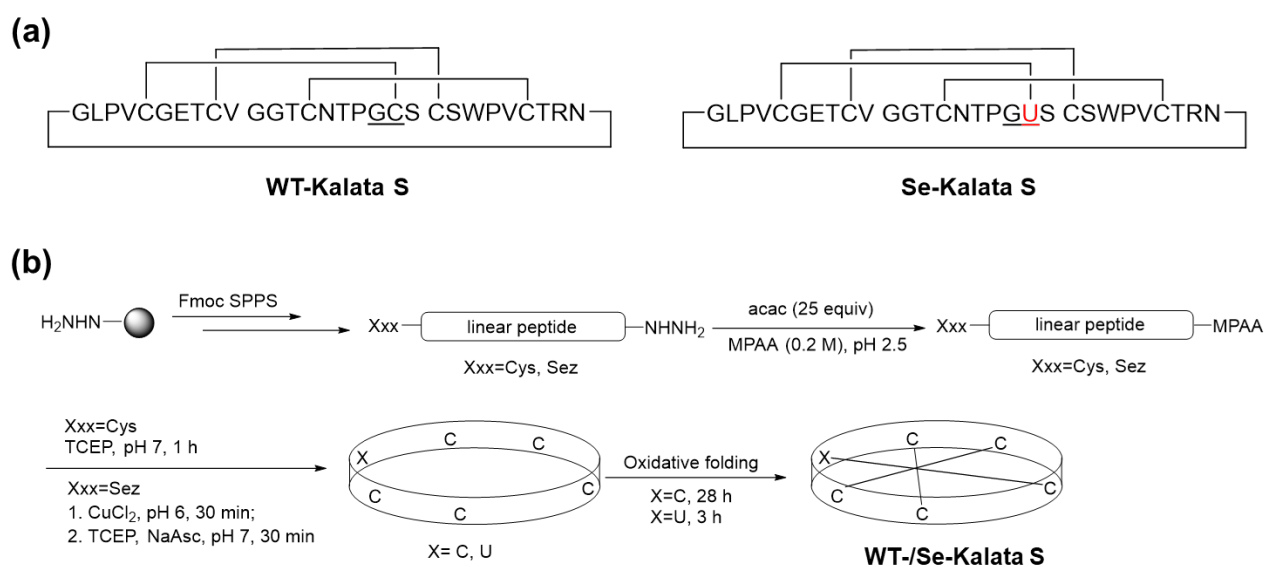 (a)
GLPVCGETCV GGTCNTPGCS CSWPVCTRN
WT-Kalata S
GLPVCGETCV GGTCNTPGUS CSWPVCTRN
Se-Kalata S
(b)
H₂NHN
Fmoc SPPS
Xxx
linear peptide
NHNH₂
Xxx=Cys, Sez
acac (25 equiv)
MPAA (0.2 M), pH 2.5
Xxx
linear peptide
MPAA
Xxx=Cys, Sez
Xxx=Cys
TCEP, pH 7, 1 h
Xxx=Sez
1. CuCl₂, pH 6, 30 min;
2. TCEP, NaAsc, pH 7, 30 min
X
C
C
C
C
C
X= C, U
Oxidative folding
X=C, 28 h
X=U, 3 h
X
C
C
C
C
C
WT-/Se-Kalata S